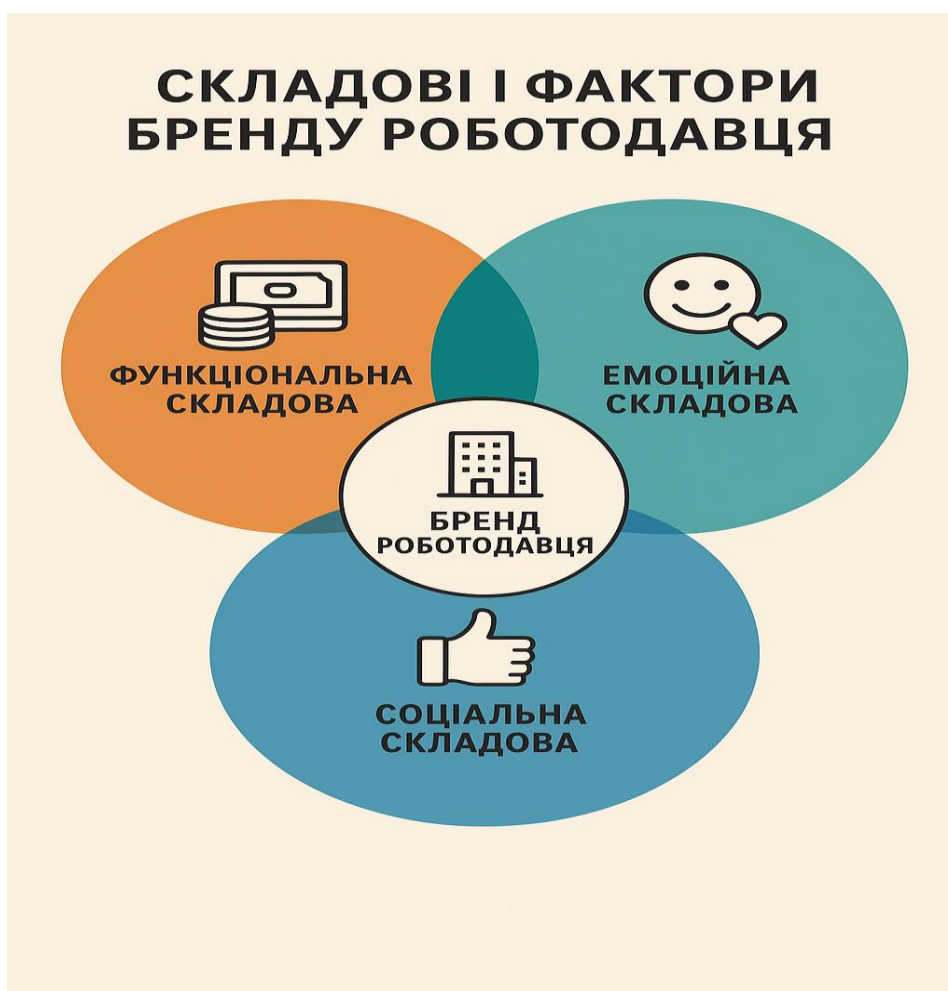 СКЛАДОВІ І ФАКТОРИ
БРЕНДУ РОБОТОДАВЦЯ
ФУНКЦІОНАЛЬНА
СКЛАДОВА
ЕМОЦІЙНА
СКЛАДОВА
БРЕНД
РОБОТОДАВЦЯ
СОЦІАЛЬНА
СКЛАДОВА